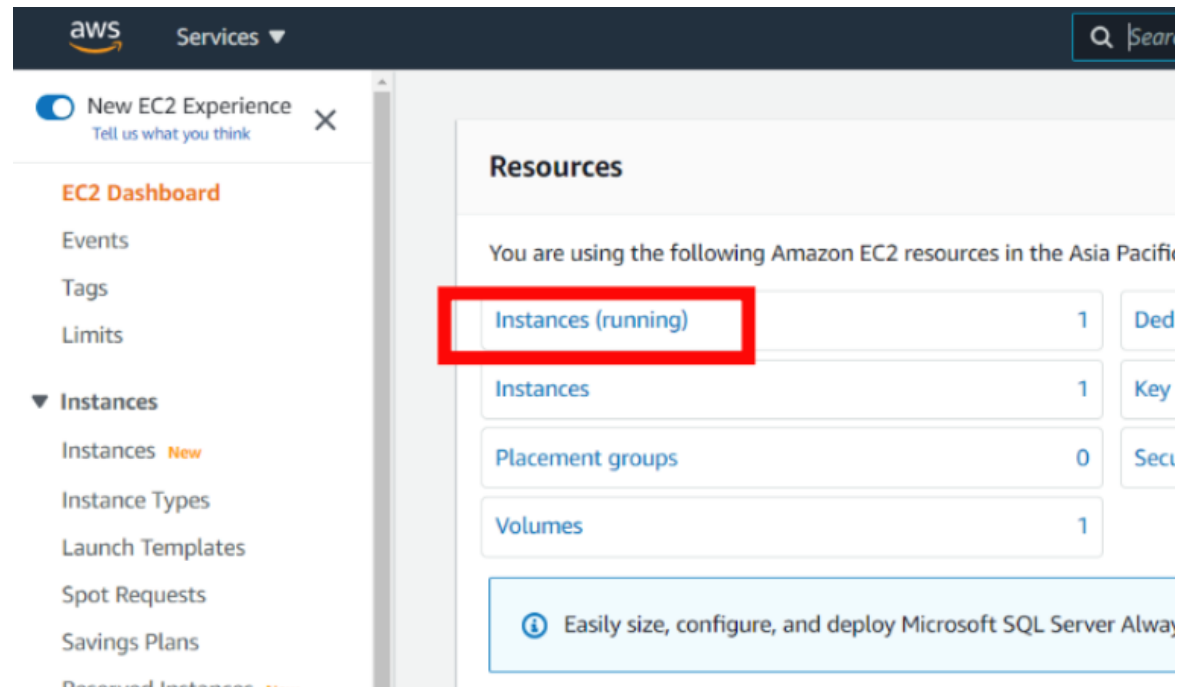 aws Services ▼
New EC2 Experience
Tell us what you think
EC2 Dashboard
Events
Tags
Limits
Instances
Instances New
Instance Types
Launch Templates
Spot Requests
Savings Plans
Reserved Instances
Resources
You are using the following Amazon EC2 resources in the Asia Pacific
Instances (running) 1
Instances 1 Key
Placement groups 0
Volumes 1
Easily size, configure, and deploy Microsoft SQL Server